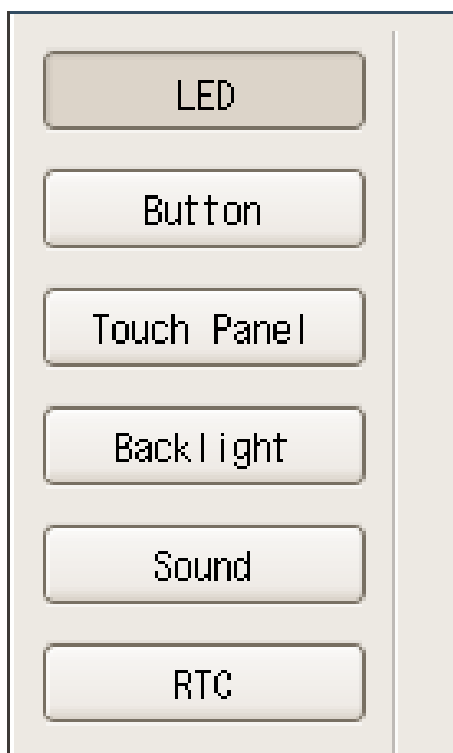 LED
Button
Touch Panel
Backlight
Sound
RTC